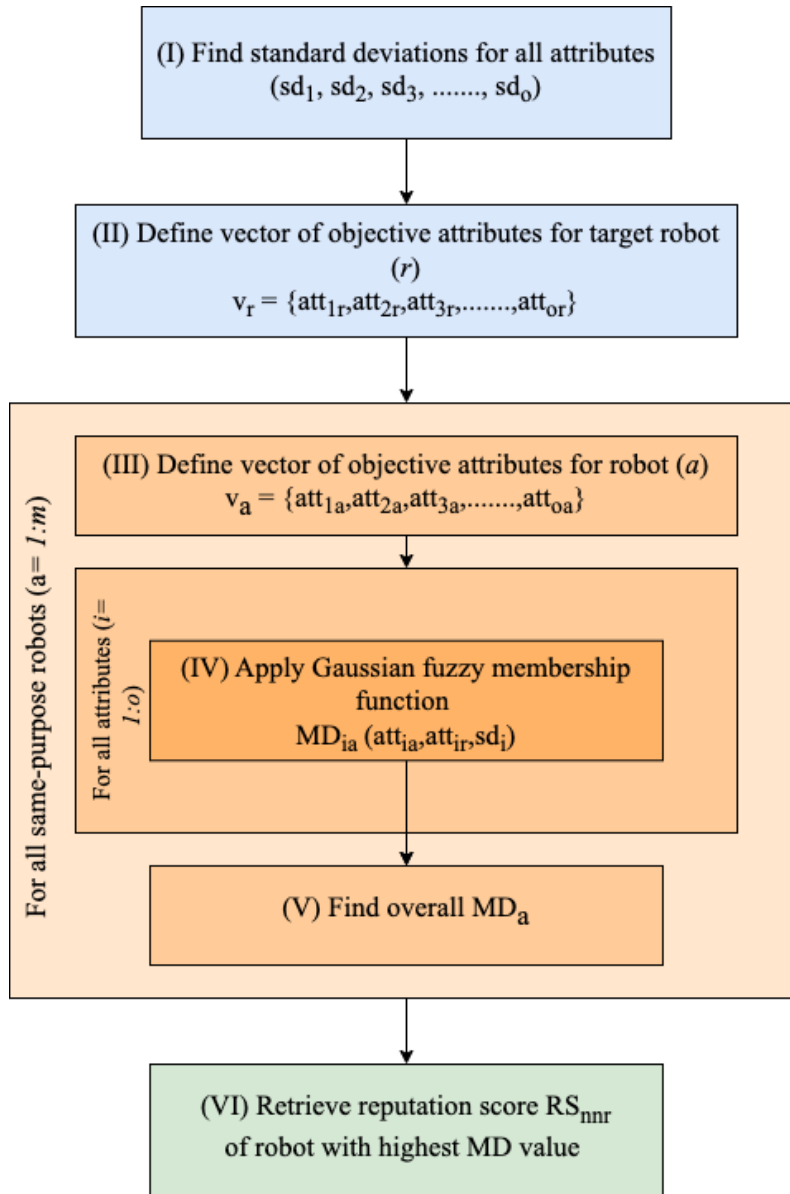 (I) Find standard deviations for all attributes
(sd₁, sd₂, sd₃, ......., sdₒ)
(II) Define vector of objective attributes for target robot
(r)
vᵣ = {att₁ᵣ,att₂ᵣ,att₃ᵣ,.......,attₒᵣ}
For all same-purpose robots (a= 1:m)
(III) Define vector of objective attributes for robot (a)
vₐ = {att₁ₐ,att₂ₐ,att₃ₐ,.......,attₒₐ}
For all attributes (i=
1:o)
(IV) Apply Gaussian fuzzy membership
function
MDᵢₐ (attᵢₐ,attᵢᵣ,sdᵢ)
(V) Find overall MDₐ
(VI) Retrieve reputation score RSₙₙᵣ
of robot with highest MD value